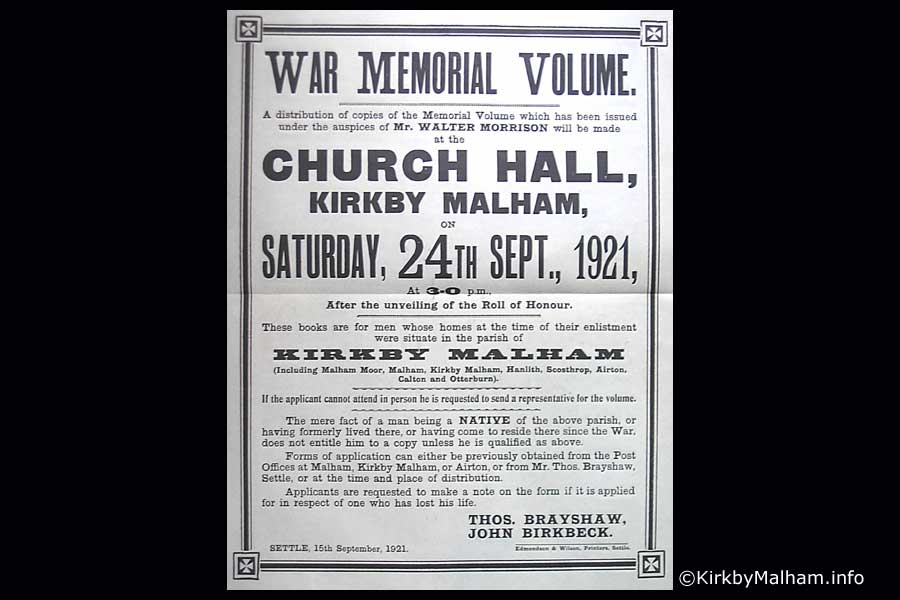 WAR MEMORIAL VOLUME.
A distribution of copies of the Memorial Volume which has been issued
under the auspices of Mr. WALTER MORRISON will be made
at the
CHURCH HALL,
KIRKBY MALHAM,
ON
SATURDAY, 24TH SEPT., 1921,
At 3-0 p.m.,
After the unveiling of the Roll of Honour.
These books are for men whose homes at the time of their enlistment
were situate in the parish of
KIRKBY MALHAM
(Including Malham Moor, Malham, Kirkby Malham, Hanlith, Scosthrop, Airton,
Calton and Otterburn).
If the applicant cannot attend in person he is requested to send a representative for the volume.
The mere fact of a man being a NATIVE of the above parish, or
having formerly lived there, or having come to reside there since the War,
does not entitle him to a copy unless he is qualified as above.
Forms of application can either be previously obtained from the Post
Offices at Malham, Kirkby Malham, or Airton, or from Mr. Thos. Brayshaw,
Settle, or at the time and place of distribution.
Applicants are requested to make a note on the form if it is applied
for in respect of one who has lost his life.
THOS. BRAYSHAW,
JOHN BIRKBECK.
SETTLE, 15th September, 1921.
Edmondson & Wilson, Printers, Settle.
©KirkbyMalham.info